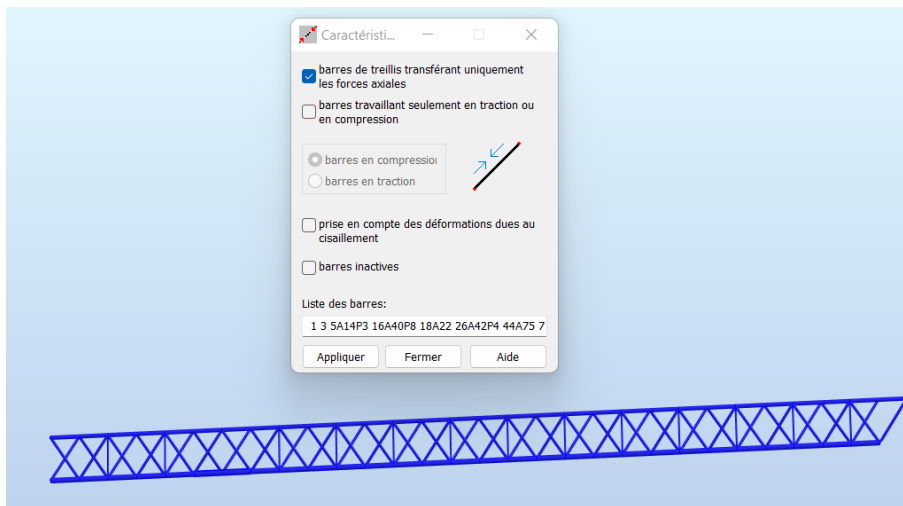 Caractéristi...
barres de treillis transférant uniquement
les forces axiales
barres travaillant seulement en traction ou
en compression
barres en compression
barres en traction
prise en compte des déformations dues au
cisaillement
barres inactives
Liste des barres:
1 3 5A14P3 16A40P8 18A22 26A42P4 44A75 7
Appliquer Fermer Aide